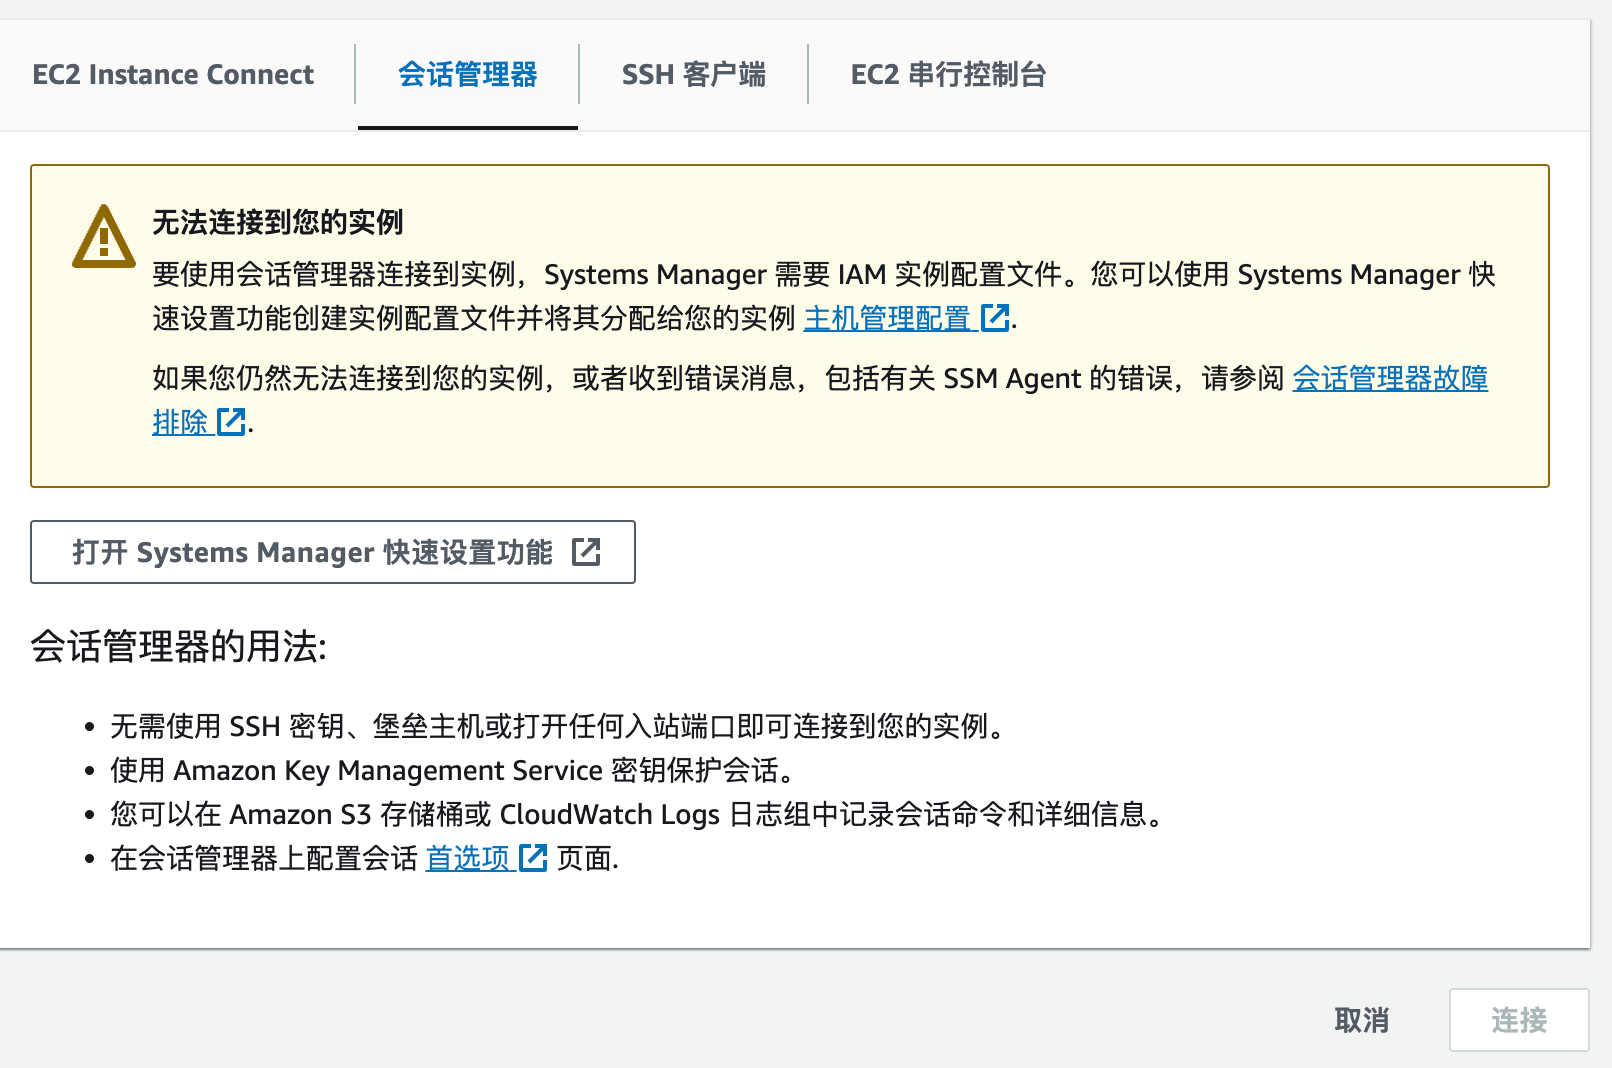 EC2 Instance Connect
会话管理器
SSH 客户端
EC2 串行控制台
无法连接到您的实例
要使用会话管理器连接到实例，Systems Manager 需要 IAM 实例配置文件。您可以使用 Systems Manager 快
速设置功能创建实例配置文件并将其分配给您的实例 主机管理配置.
如果您仍然无法连接到您的实例，或者收到错误消息，包括有关 SSM Agent 的错误，请参阅 会话管理器故障
排除.
打开 Systems Manager 快速设置功能
会话管理器的用法:
• 无需使用 SSH 密钥、堡垒主机或打开任何入站端口即可连接到您的实例。
• 使用 Amazon Key Management Service 密钥保护会话。
• 您可以在 Amazon S3 存储桶或 CloudWatch Logs 日志组中记录会话命令和详细信息。
• 在会话管理器上配置会话 首选项 页面.
取消
连接